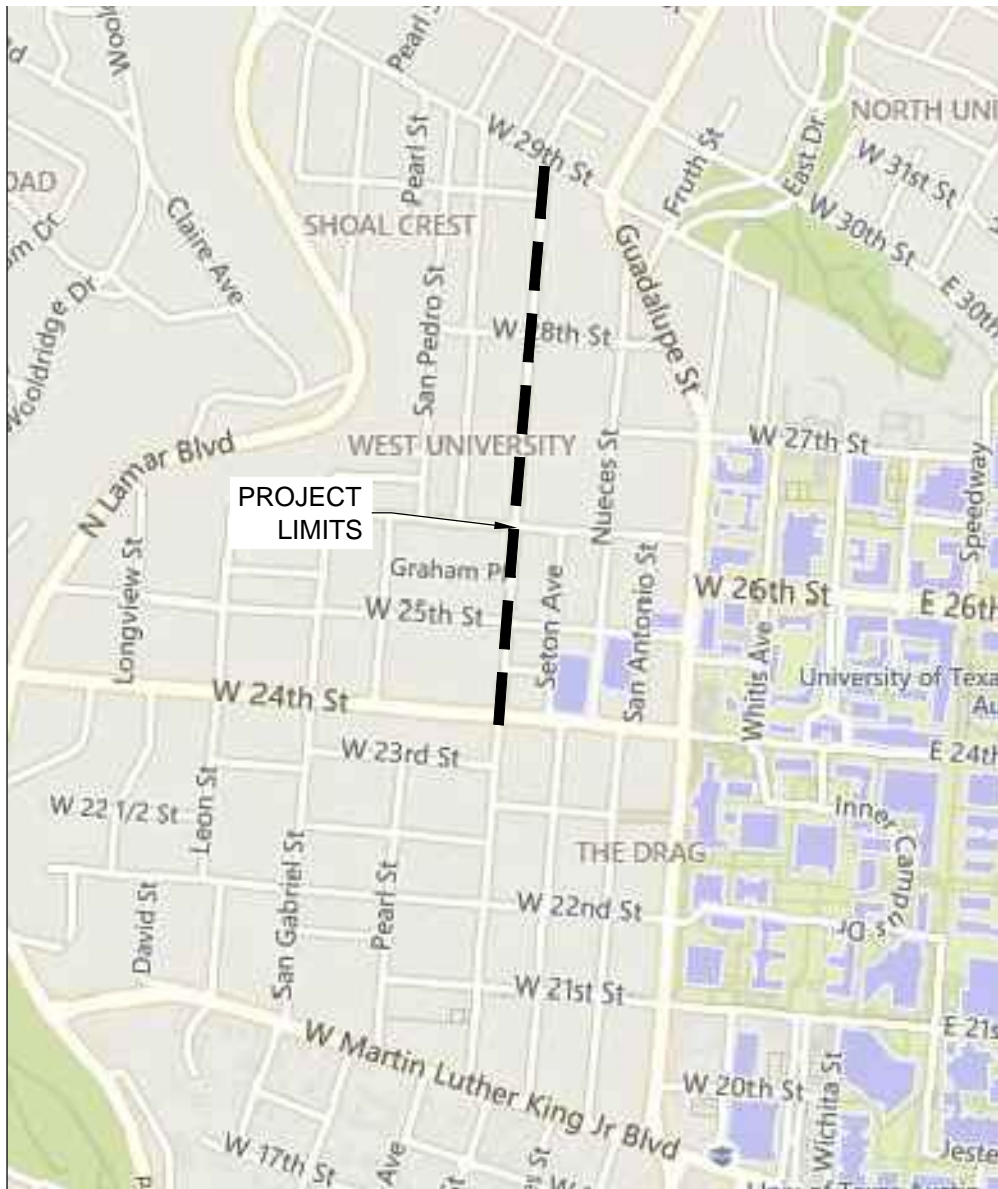 Pearl
W 29th St
NORTH UNI
Fruth St
East Dr
W 31st St
Pearl St
OAD
Claire Ave
SHOAL CREST
W 30th St
Guadalupe St
E 30th
Wooldridge Dr
San Pedro St
W 28th St
N Lamar Blvd
WEST UNIVERSITY
W 27th St
PROJECT
LIMITS
Nueces St
Speedway
Longview St
Graham Pl
W 25th St
Seton Ave
San Antonio St
W 26th St
E 26th
Whitis Ave
University of Texa
Au
W 24th St
W 23rd St
E 24th
W 22 1/2 St
Leon St
Inner Campus Dr
THE DRAG
San Gabriel St
Pearl St
W 22nd St
David St
W 21st St
E 21s
W Martin Luther King Jr Blvd
W 20th St
Wichita St
W 17th St
Ave
Jeste